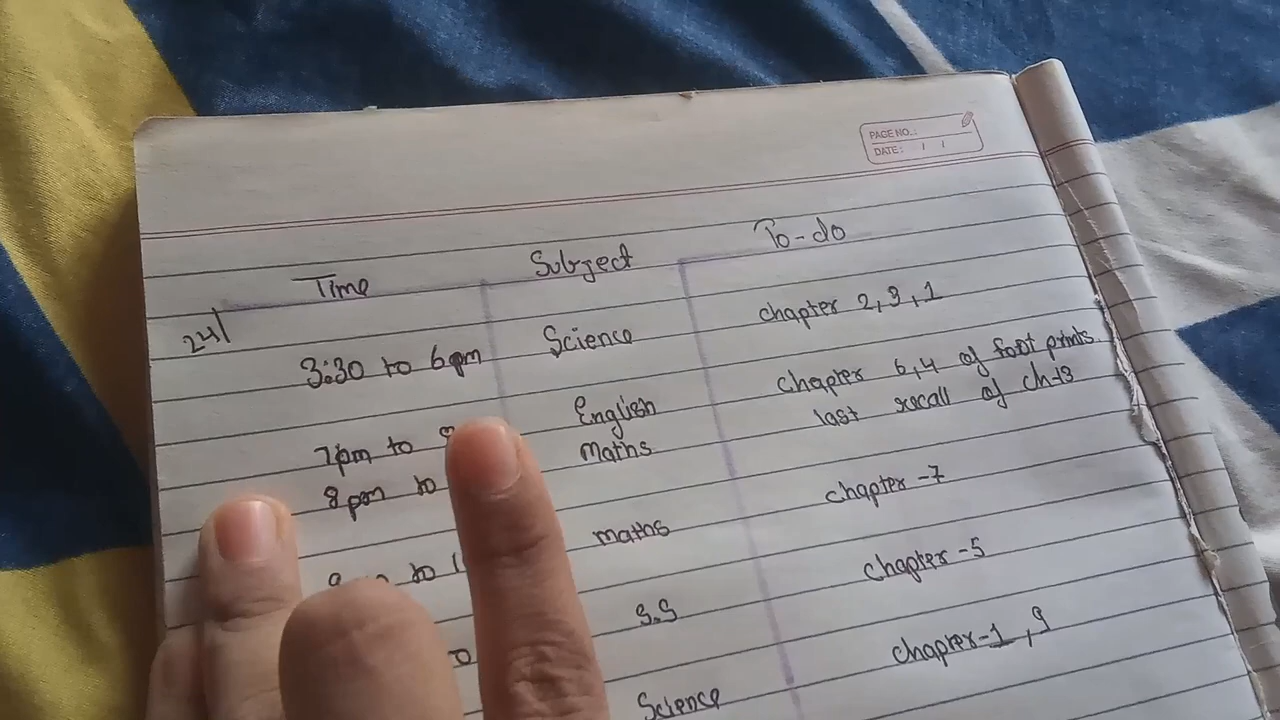 PAGE NO.:
DATE: / /
Time Subject To-do
24/
3:30 to 6pm Science chapter 2,9,1
7pm to English chapter 6,4 of foot prints
8pm to Maths last recall of ch-13
to maths chapter -7
S.S chapter -5
Science chapter-1,9